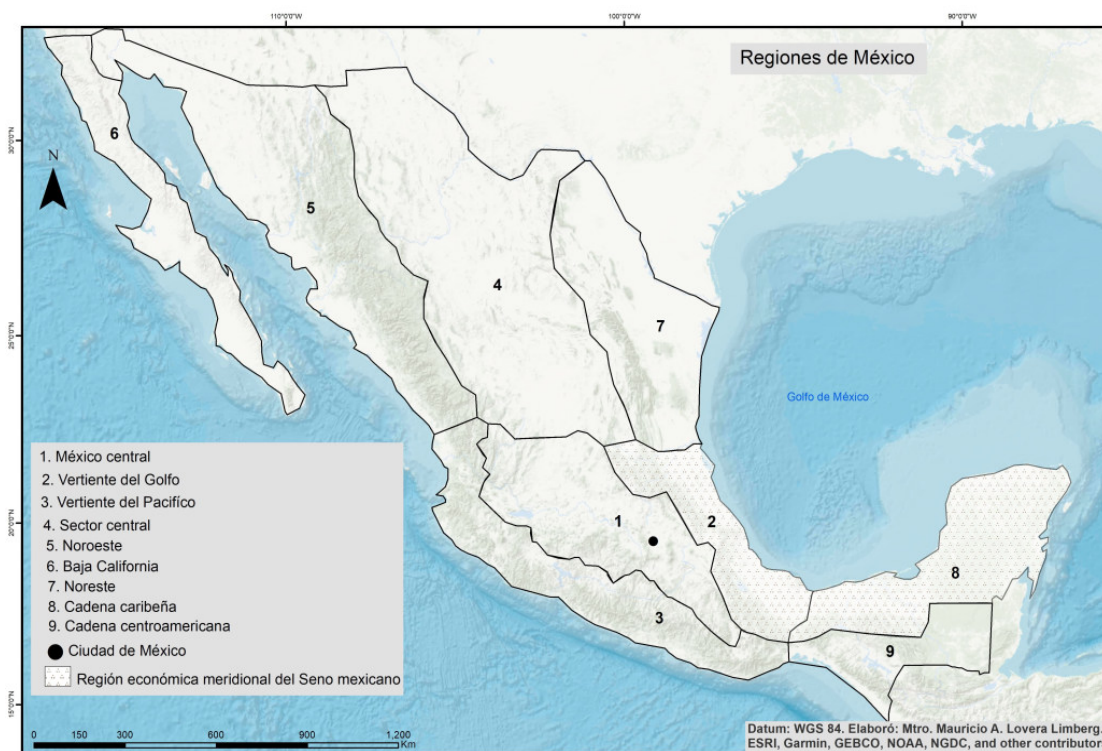 110°0'0"W
100°0'0"W
90°0'0"W
Regiones de México
30°0'0"N
25°0'0"N
20°0'0"N
15°0'0"N
N
6
5
4
7
1
2
3
8
9
Golfo de México
1. México central
2. Vertiente del Golfo
3. Vertiente del Pacifíco
4. Sector central
5. Noroeste
6. Baja California
7. Noreste
8. Cadena caribeña
9. Cadena centroamericana
Ciudad de México
Región económica meridional del Seno mexicano
0 150 300 600 900 1,200
Km
Datum: WGS 84. Elaboró: Mtro. Mauricio A. Lovera Limberg.
ESRI, Garmin, GEBCO, NOAA, NGDC, and other contributor